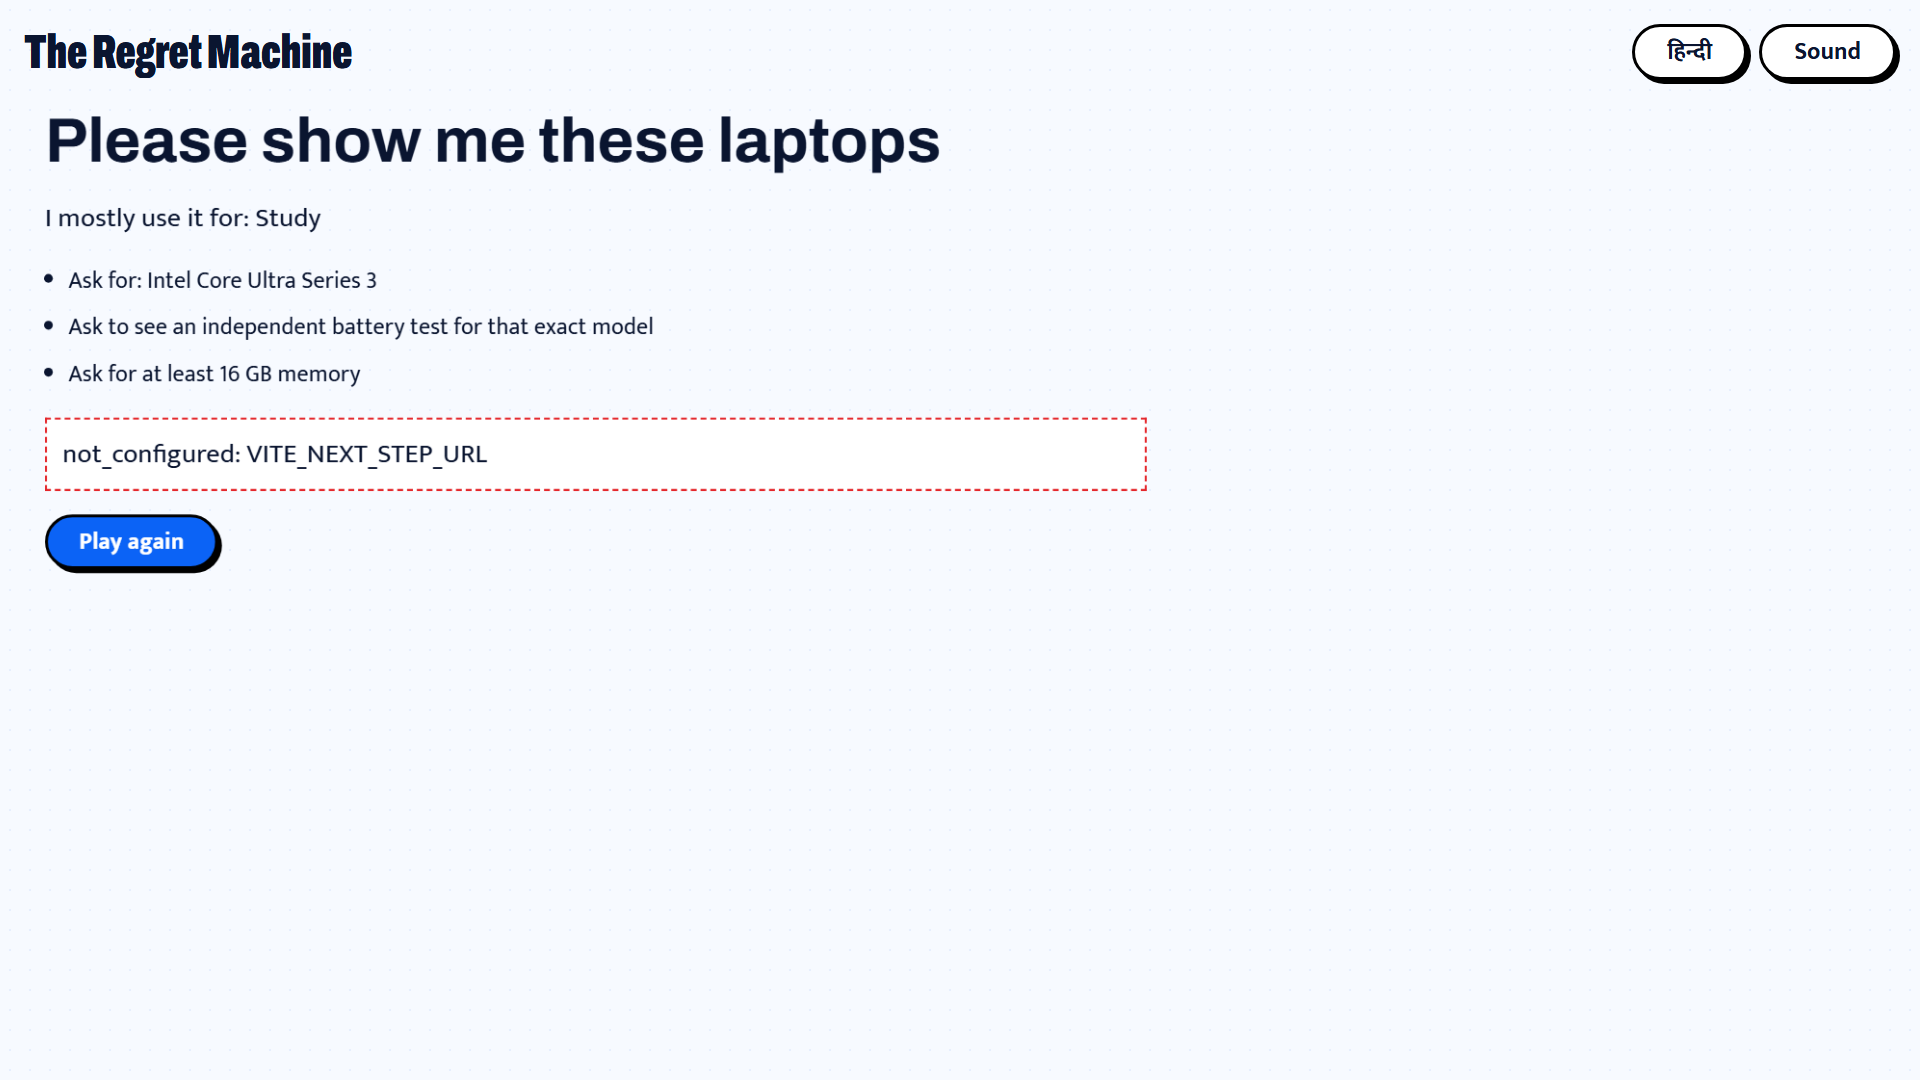 The Regret Machine
हिन्दी
Sound
Please show me these laptops
I mostly use it for: Study
Ask for: Intel Core Ultra Series 3
Ask to see an independent battery test for that exact model
Ask for at least 16 GB memory
not_configured: VITE_NEXT_STEP_URL
Play again